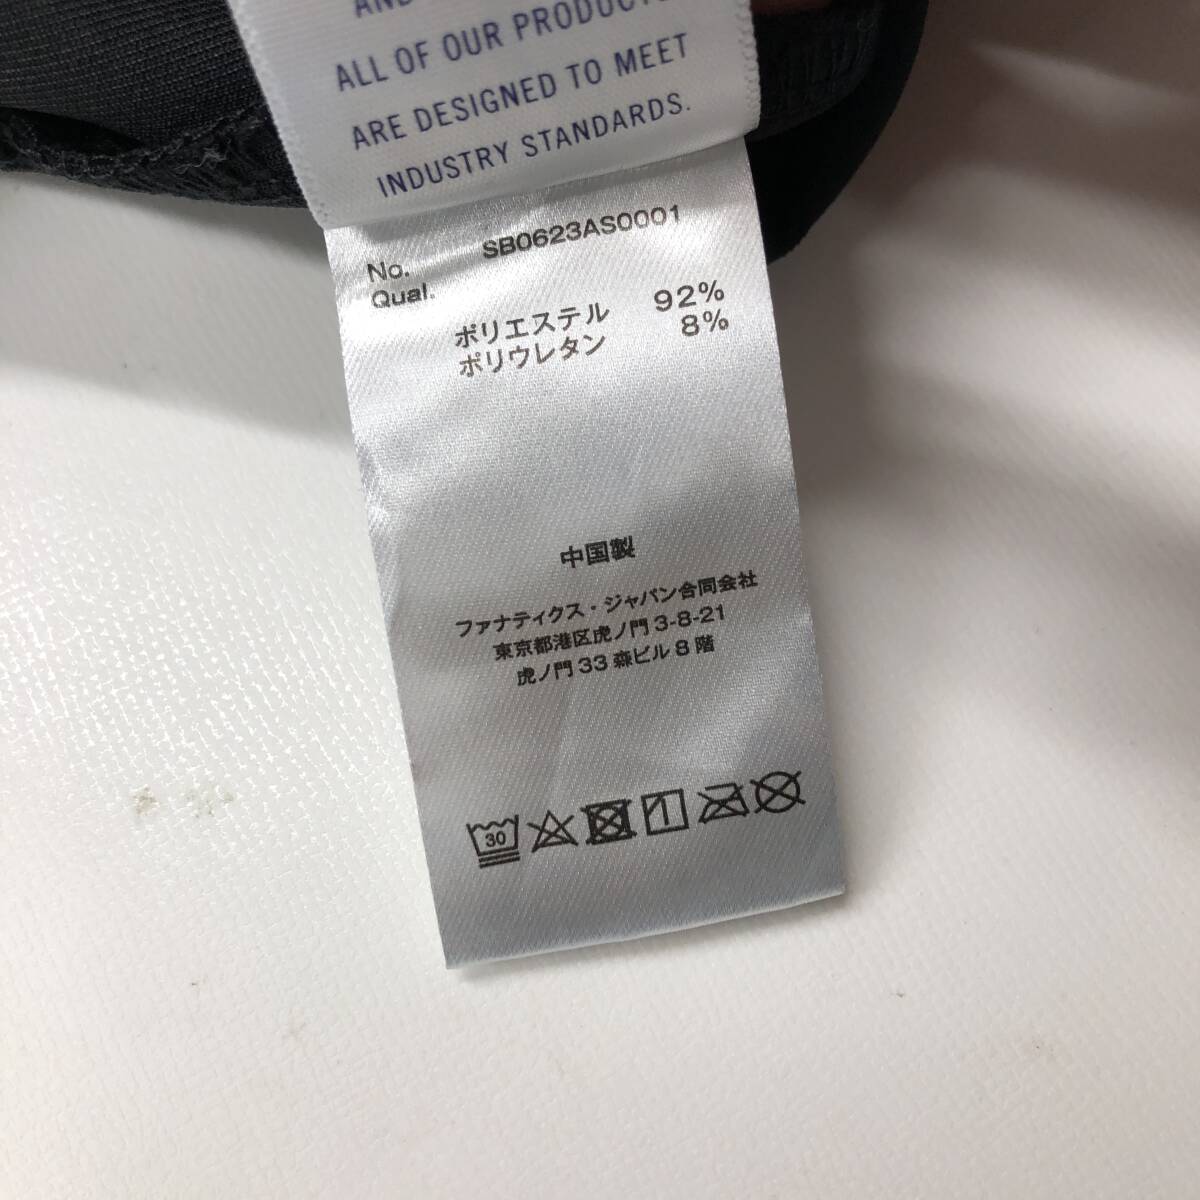 AND
ALL OF OUR PRODUCTS
ARE DESIGNED TO MEET
INDUSTRY STANDARDS.
No. SB0623AS0001
Qual.
ポリエステル 92%
ポリウレタン 8%
中国製
ファナティクス・ジャパン合同会社
東京都港区虎ノ門3-8-21
虎ノ門33森ビル8階
30